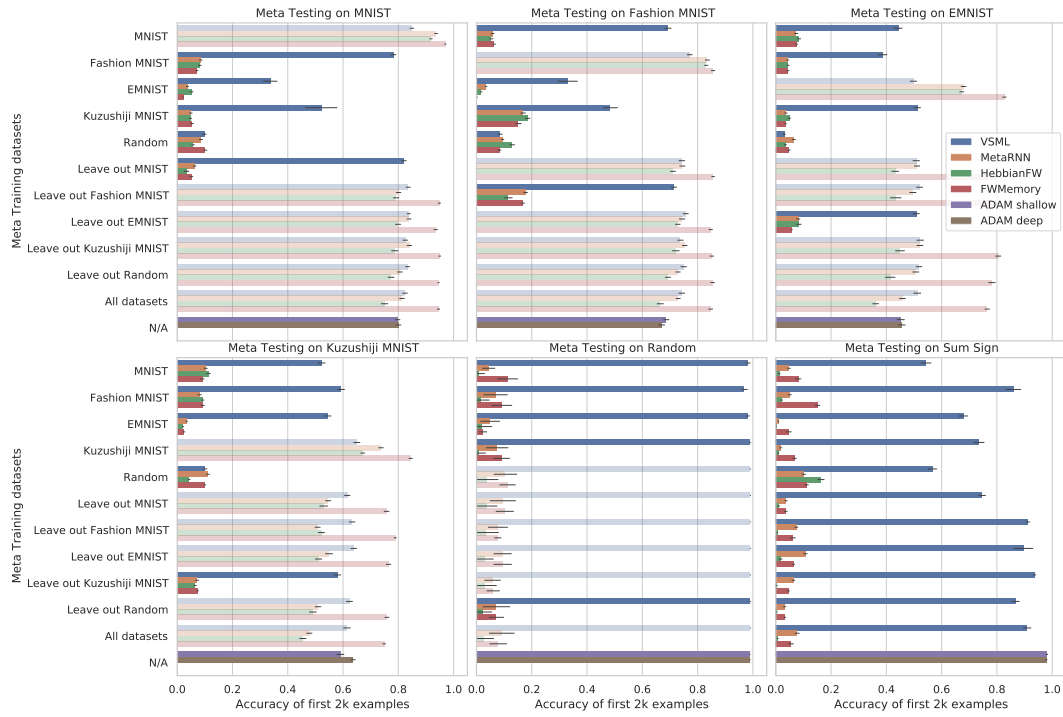 Meta Testing on MNIST
Meta Testing on Fashion MNIST
Meta Testing on EMNIST
Meta Training datasets
MNIST
Fashion MNIST
EMNIST
Kuzushiji MNIST
Random
Leave out MNIST
Leave out Fashion MNIST
Leave out EMNIST
Leave out Kuzushiji MNIST
Leave out Random
All datasets
N/A
VSML
MetaRNN
HebbianFW
FWMemory
ADAM shallow
ADAM deep
Meta Testing on Kuzushiji MNIST
Meta Testing on Random
Meta Testing on Sum Sign
Meta Training datasets
MNIST
Fashion MNIST
EMNIST
Kuzushiji MNIST
Random
Leave out MNIST
Leave out Fashion MNIST
Leave out EMNIST
Leave out Kuzushiji MNIST
Leave out Random
All datasets
N/A
0.0 0.2 0.4 0.6 0.8 1.0
0.0 0.2 0.4 0.6 0.8 1.0
0.0 0.2 0.4 0.6 0.8 1.0
Accuracy of first 2k examples
Accuracy of first 2k examples
Accuracy of first 2k examples